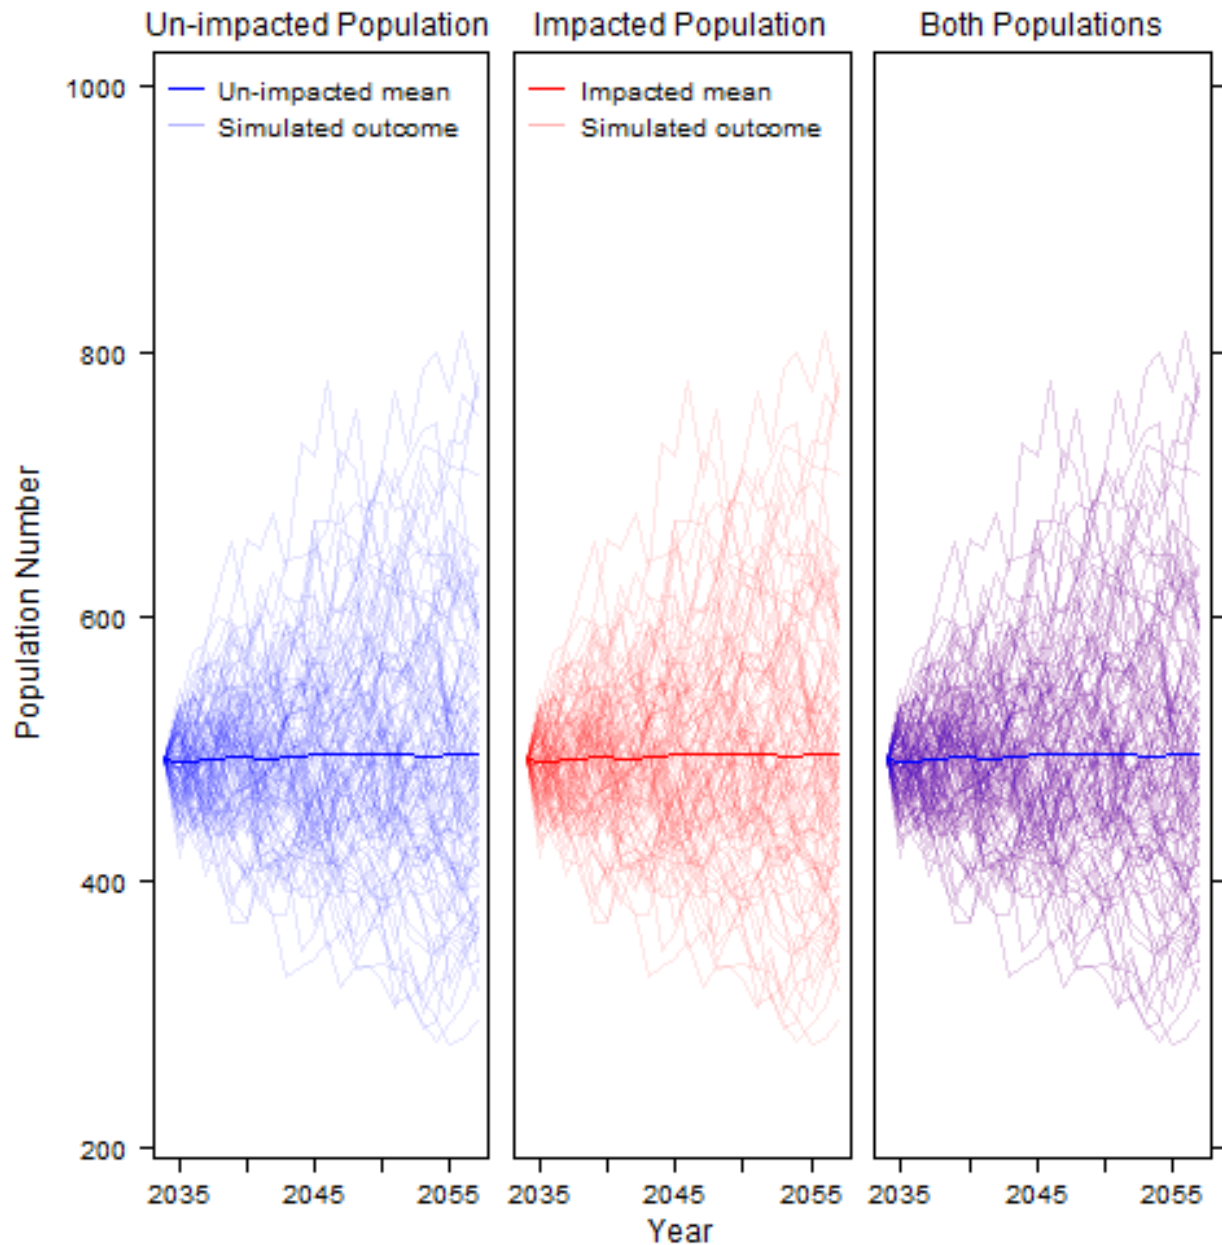 Un-impacted Population
Impacted Population
Both Populations
Un-impacted mean
Simulated outcome
Impacted mean
Simulated outcome
1000
800
600
400
200
Population Number
2035
2045
2055
2035
2045
2055
2035
2045
2055
Year